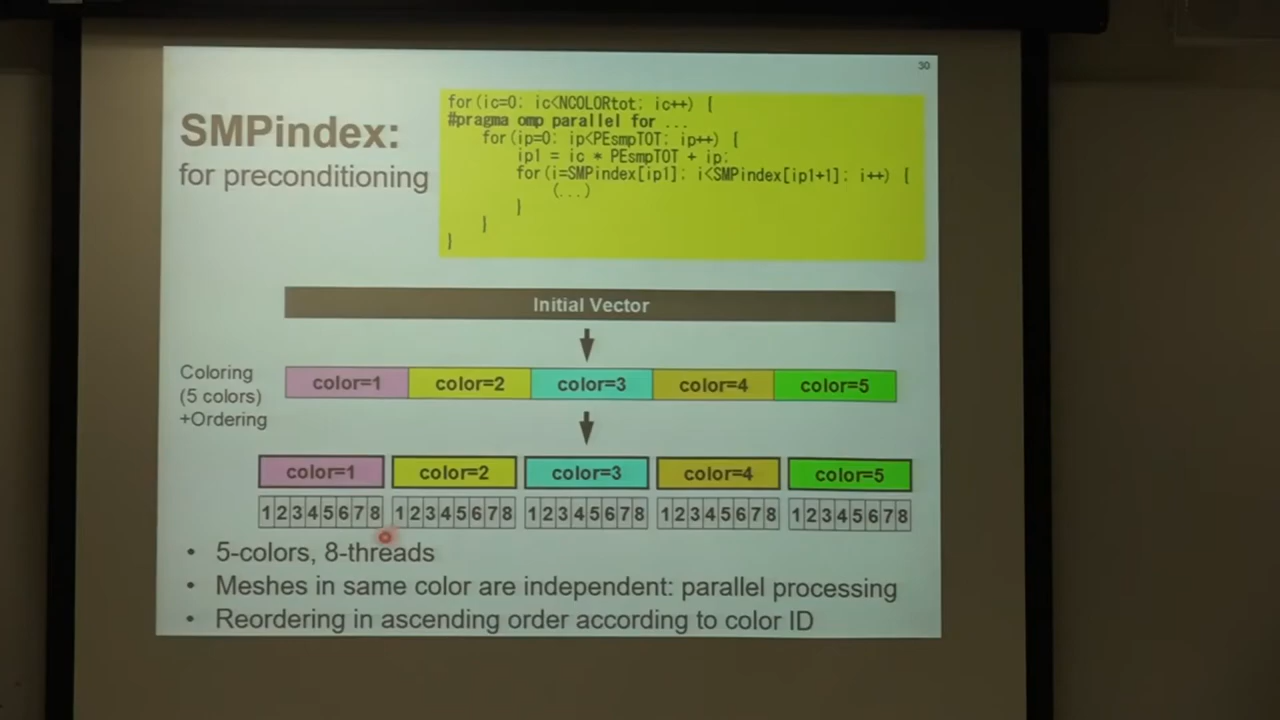 30
SMPindex:
for preconditioning
for(ic=0: ic<NCOLORtot: ic++) {
#pragma omp parallel for ...
for(ip=0: ip<PEsmpTOT: ip++) {
ip1 = ic * PEsmpTOT + ip:
for(i=SMPindex[ip1]: i<SMPindex[ip1+1]: i++) {
(...)
}
}
}
Initial Vector
Coloring
(5 colors)
+Ordering
color=1 color=2 color=3 color=4 color=5
color=1 color=2 color=3 color=4 color=5
1 2 3 4 5 6 7 8 1 2 3 4 5 6 7 8 1 2 3 4 5 6 7 8 1 2 3 4 5 6 7 8 1 2 3 4 5 6 7 8
• 5-colors, 8-threads
• Meshes in same color are independent: parallel processing
• Reordering in ascending order according to color ID